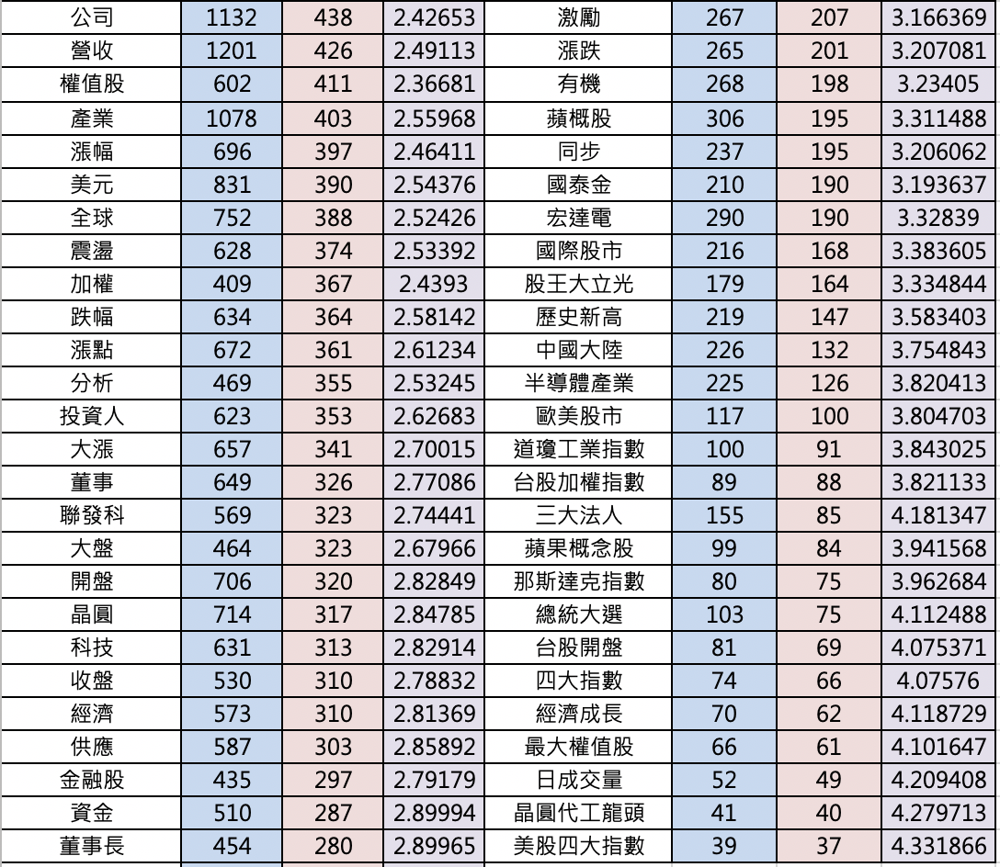 公司 1132 438 2.42653 激勵 267 207 3.166369
營收 1201 426 2.49113 漲跌 265 201 3.207081
權值股 602 411 2.36681 有機 268 198 3.23405
產業 1078 403 2.55968 蘋概股 306 195 3.311488
漲幅 696 397 2.46411 同步 237 195 3.206062
美元 831 390 2.54376 國泰金 210 190 3.193637
全球 752 388 2.52426 宏達電 290 190 3.32839
震盪 628 374 2.53392 國際股市 216 168 3.383605
加權 409 367 2.4393 股王大立光 179 164 3.334844
跌幅 634 364 2.58142 歷史新高 219 147 3.583403
漲點 672 361 2.61234 中國大陸 226 132 3.754843
分析 469 355 2.53245 半導體產業 225 126 3.820413
投資人 623 353 2.62683 歐美股市 117 100 3.804703
大漲 657 341 2.70015 道瓊工業指數 100 91 3.843025
董事 649 326 2.77086 台股加權指數 89 88 3.821133
聯發科 569 323 2.74441 三大法人 155 85 4.181347
大盤 464 323 2.67966 蘋果概念股 99 84 3.941568
開盤 706 320 2.82849 那斯達克指數 80 75 3.962684
晶圓 714 317 2.84785 總統大選 103 75 4.112488
科技 631 313 2.82914 台股開盤 81 69 4.075371
收盤 530 310 2.78832 四大指數 74 66 4.07576
經濟 573 310 2.81369 經濟成長 70 62 4.118729
供應 587 303 2.85892 最大權值股 66 61 4.101647
金融股 435 297 2.79179 日成交量 52 49 4.209408
資金 510 287 2.89994 晶圓代工龍頭 41 40 4.279713
董事長 454 280 2.89965 美股四大指數 39 37 4.331866